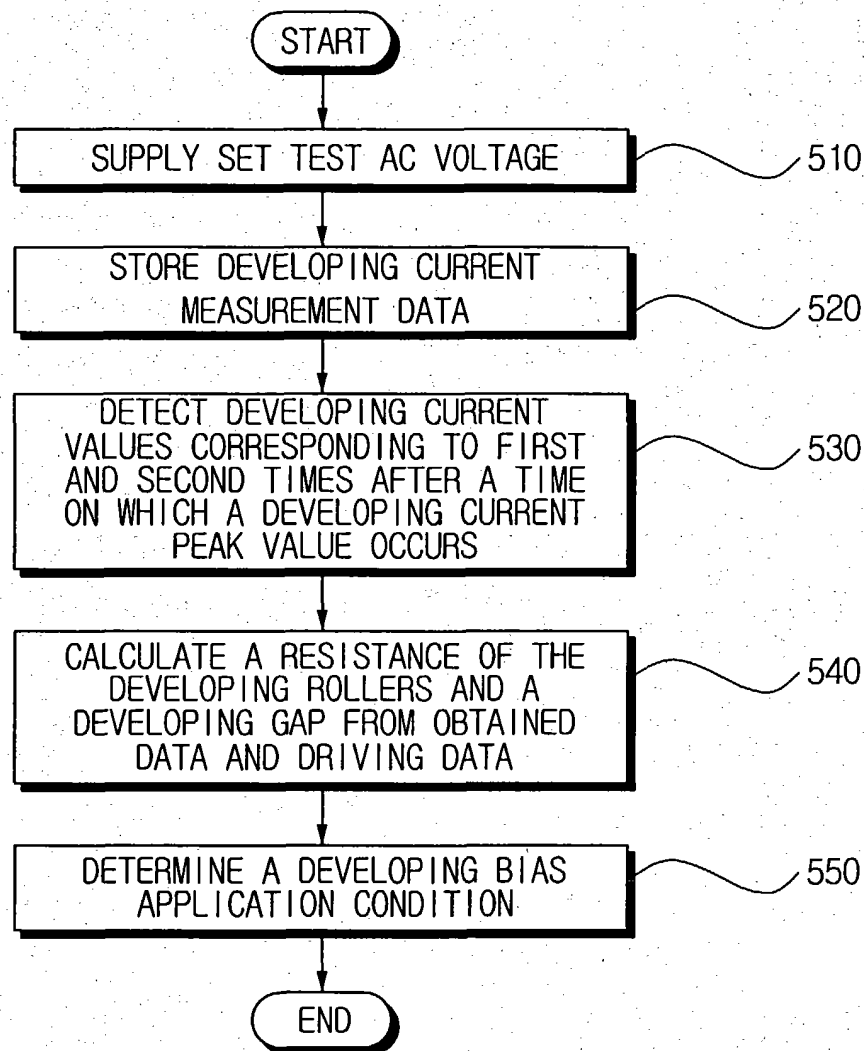 START
SUPPLY SET TEST AC VOLTAGE
510
STORE DEVELOPING CURRENT
MEASUREMENT DATA
520
DETECT DEVELOPING CURRENT
VALUES CORRESPONDING TO FIRST
AND SECOND TIMES AFTER A TIME
ON WHICH A DEVELOPING CURRENT
PEAK VALUE OCCURS
530
CALCULATE A RESISTANCE OF THE
DEVELOPING ROLLERS AND A
DEVELOPING GAP FROM OBTAINED
DATA AND DRIVING DATA
540
DETERMINE A DEVELOPING BIAS
APPLICATION CONDITION
550
END